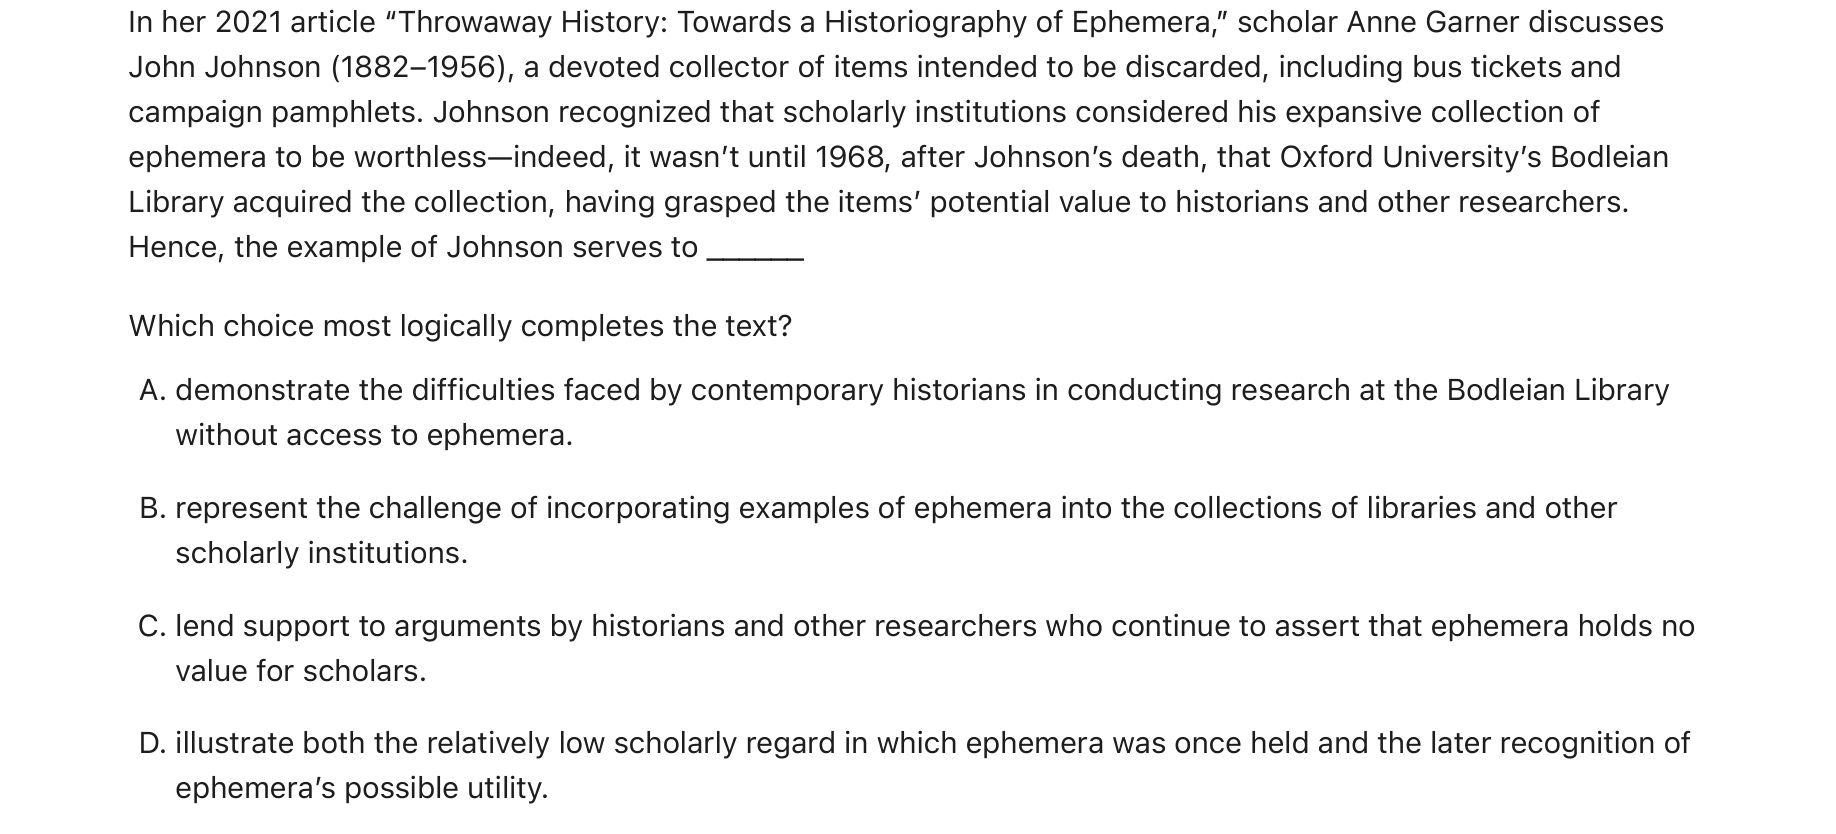 In her 2021 article “Throwaway History: Towards a Historiography of Ephemera,” scholar Anne Garner discusses
John Johnson (1882–1956), a devoted collector of items intended to be discarded, including bus tickets and
campaign pamphlets. Johnson recognized that scholarly institutions considered his expansive collection of
ephemera to be worthless—indeed, it wasn’t until 1968, after Johnson’s death, that Oxford University’s Bodleian
Library acquired the collection, having grasped the items’ potential value to historians and other researchers.
Hence, the example of Johnson serves to ______
Which choice most logically completes the text?
A. demonstrate the difficulties faced by contemporary historians in conducting research at the Bodleian Library
without access to ephemera.
B. represent the challenge of incorporating examples of ephemera into the collections of libraries and other
scholarly institutions.
C. lend support to arguments by historians and other researchers who continue to assert that ephemera holds no
value for scholars.
D. illustrate both the relatively low scholarly regard in which ephemera was once held and the later recognition of
ephemera’s possible utility.